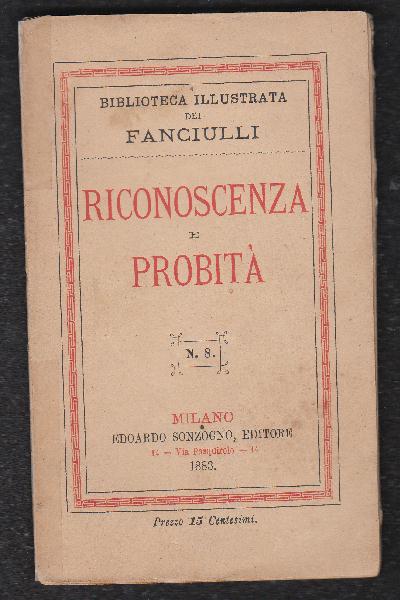 BIBLIOTECA ILLUSTRATA
DEI
FANCIULLI
RICONOSCENZA
E
PROBITÀ
N. 8.
MILANO
EDOARDO SONZOGNO, EDITORE
14 — Via Pasquirolo — 14
1883.
Prezzo 15 Centesimi.